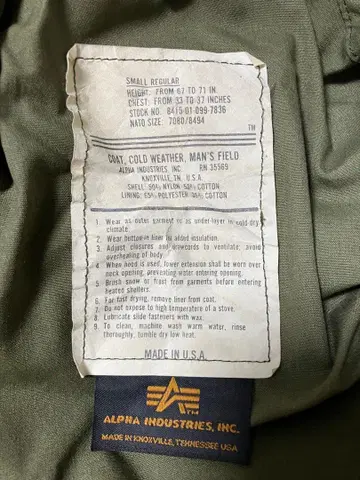 SMALL REGULAR
HEIGHT: FROM 67 TO 71 IN.
CHEST: FROM 33 TO 37 INCHES
STOCK NO. 8415-01-099-7836
NATO SIZE: 7080/8494
TM
COAT, COLD WEATHER, MAN'S FIELD
ALPHA INDUSTRIES, INC. RN 35569
KNOXVILLE, TN. U.S.A.
SHELL: 50% NYLON, 50% COTTON
LINING: 65% POLYESTER 35% COTTON
1. Wear as outer garment to as under-layer in cold-dry
climate.
2. Wear button in liner for added insulation.
3. Adjust closures and drawcords to ventilate; avoid
overheating of body.
4. When hood is used, lower extension shall be worn over
neck opening, preventing water entering opening.
5. Brush snow or frost from garments before entering
heated shelters.
6. For fast drying, remove liner from coat.
7. Do not expose to high temperature of a stove.
8. Lubricate slide fasteners with wax.
9. To clean, machine wash warm water, rinse
thoroughly, tumble dry low heat.
MADE IN U.S.A.
TM
ALPHA INDUSTRIES, INC.
MADE IN KNOXVILLE, TENNESSEE USA